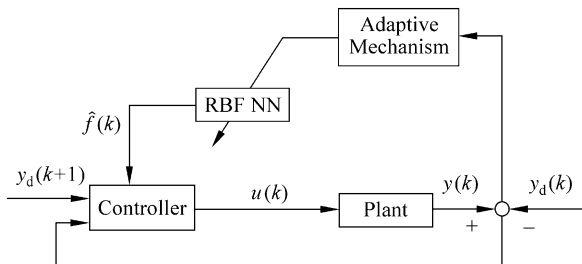 Adaptive
Mechanism
RBF NN
f̂(k)
y_d(k+1)
Controller
u(k)
Plant
y(k)
y_d(k)
+
−